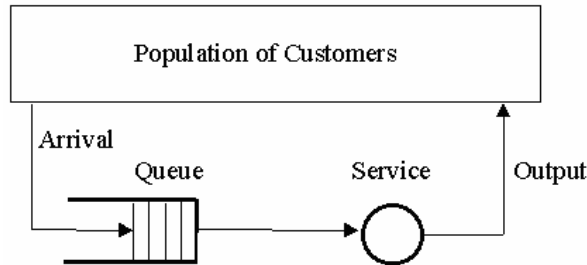 Population of Customers
Arrival
Queue
Service
Output